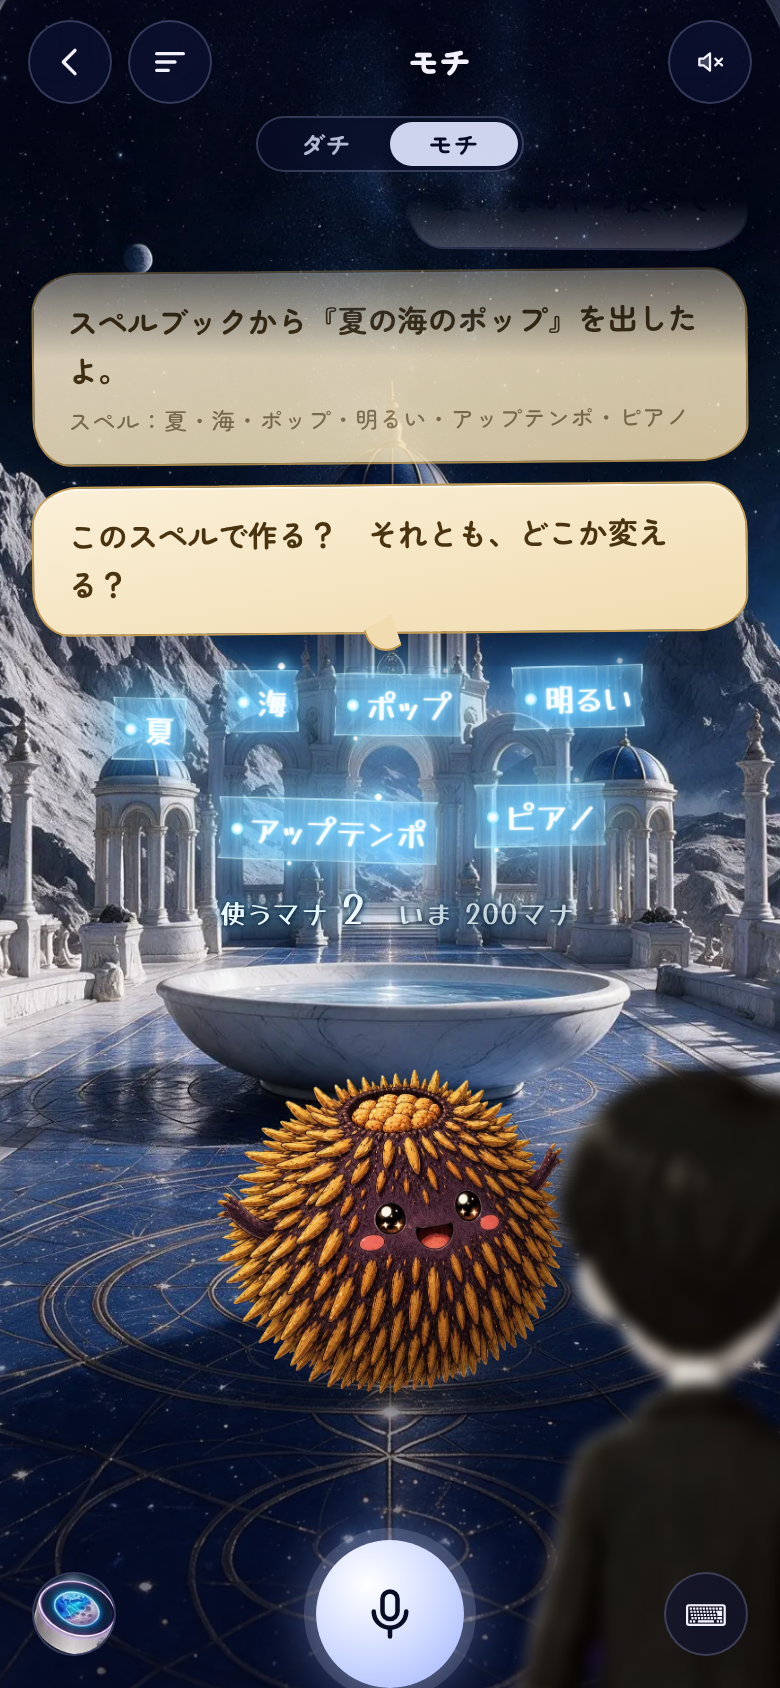 モチ
ダチ モチ
スペルブックから『夏の海のポップ』を出した
よ。
スペル：夏・海・ポップ・明るい・アップテンポ・ピアノ
このスペルで作る？　それとも、どこか変え
る？
夏 海 ポップ 明るい
アップテンポ ピアノ
使うマナ 2 いま 200マナ